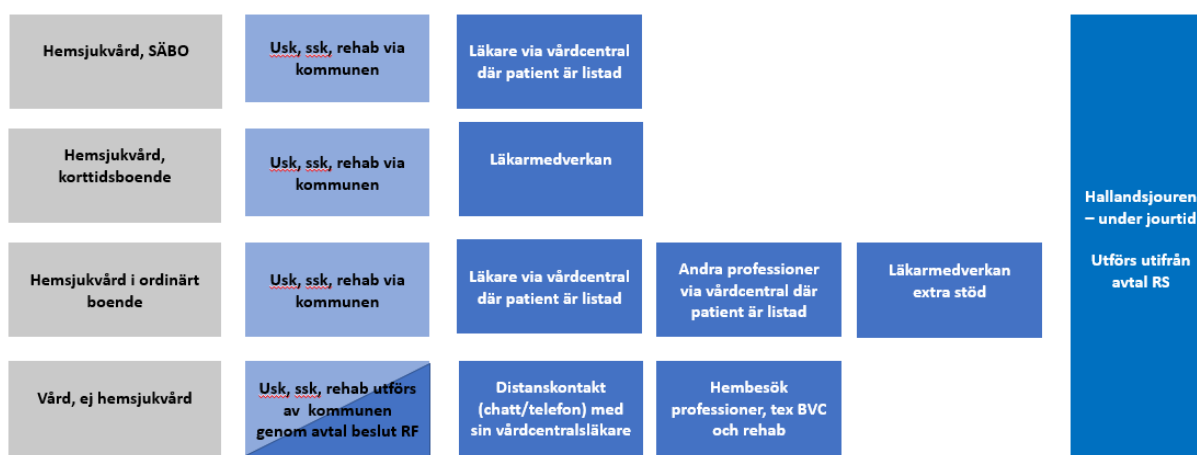 Hemsjukvård, SÄBO
Usk, ssk, rehab via
kommunen
Läkare via vårdcentral
där patient är listad
Hemsjukvård,
korttidsboende
Usk, ssk, rehab via
kommunen
Läkarmedverkan
Hemsjukvård i ordinärt
boende
Usk, ssk, rehab via
kommunen
Läkare via vårdcentral
där patient är listad
Andra professioner
via vårdcentral där
patient är listad
Läkarmedverkan
extra stöd
Vård, ej hemsjukvård
Usk, ssk, rehab utförs
av kommunen
genom avtal beslut RF
Distanskontakt
(chatt/telefon) med
sin vårdcentralsläkare
Hembesök
professioner, tex BVC
och rehab
Hallandsjouren
– under jourtid
Utförs utifrån
avtal RS